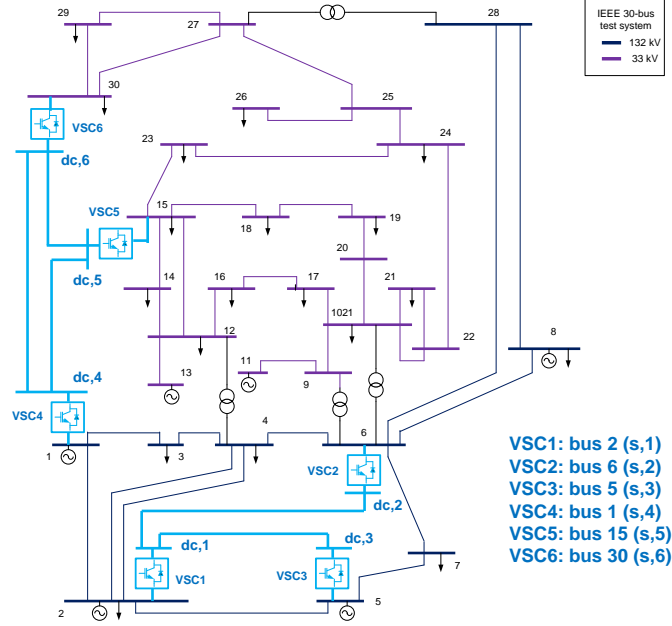 29
27
28
IEEE 30-bus
test system
132 kV
33 kV
30
26
25
VSC6
23
24
dc,6
VSC5
15
18
19
20
dc,5
14
16
17
21
1021
12
22
8
13
11
9
dc,4
VSC4
1
3
4
6
VSC2
dc,2
VSC1: bus 2 (s,1)
VSC2: bus 6 (s,2)
VSC3: bus 5 (s,3)
VSC4: bus 1 (s,4)
VSC5: bus 15 (s,5)
VSC6: bus 30 (s,6)
dc,1
dc,3
7
VSC1
VSC3
2
5